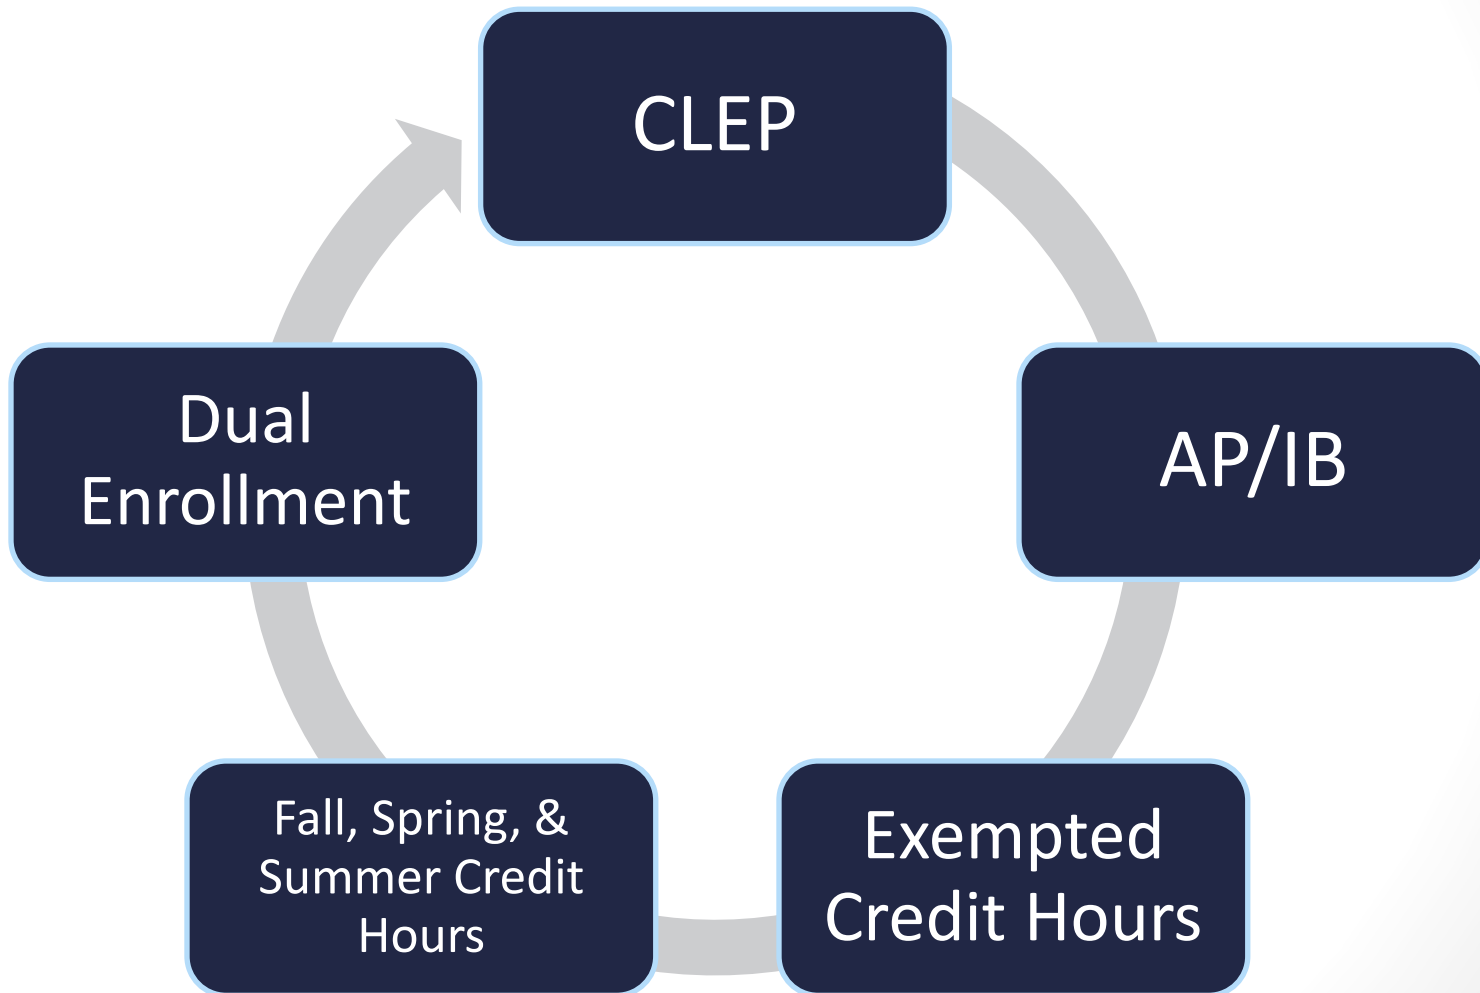 CLEP
AP/IB
Exempted
Credit Hours
Fall, Spring, &
Summer Credit
Hours
Dual
Enrollment